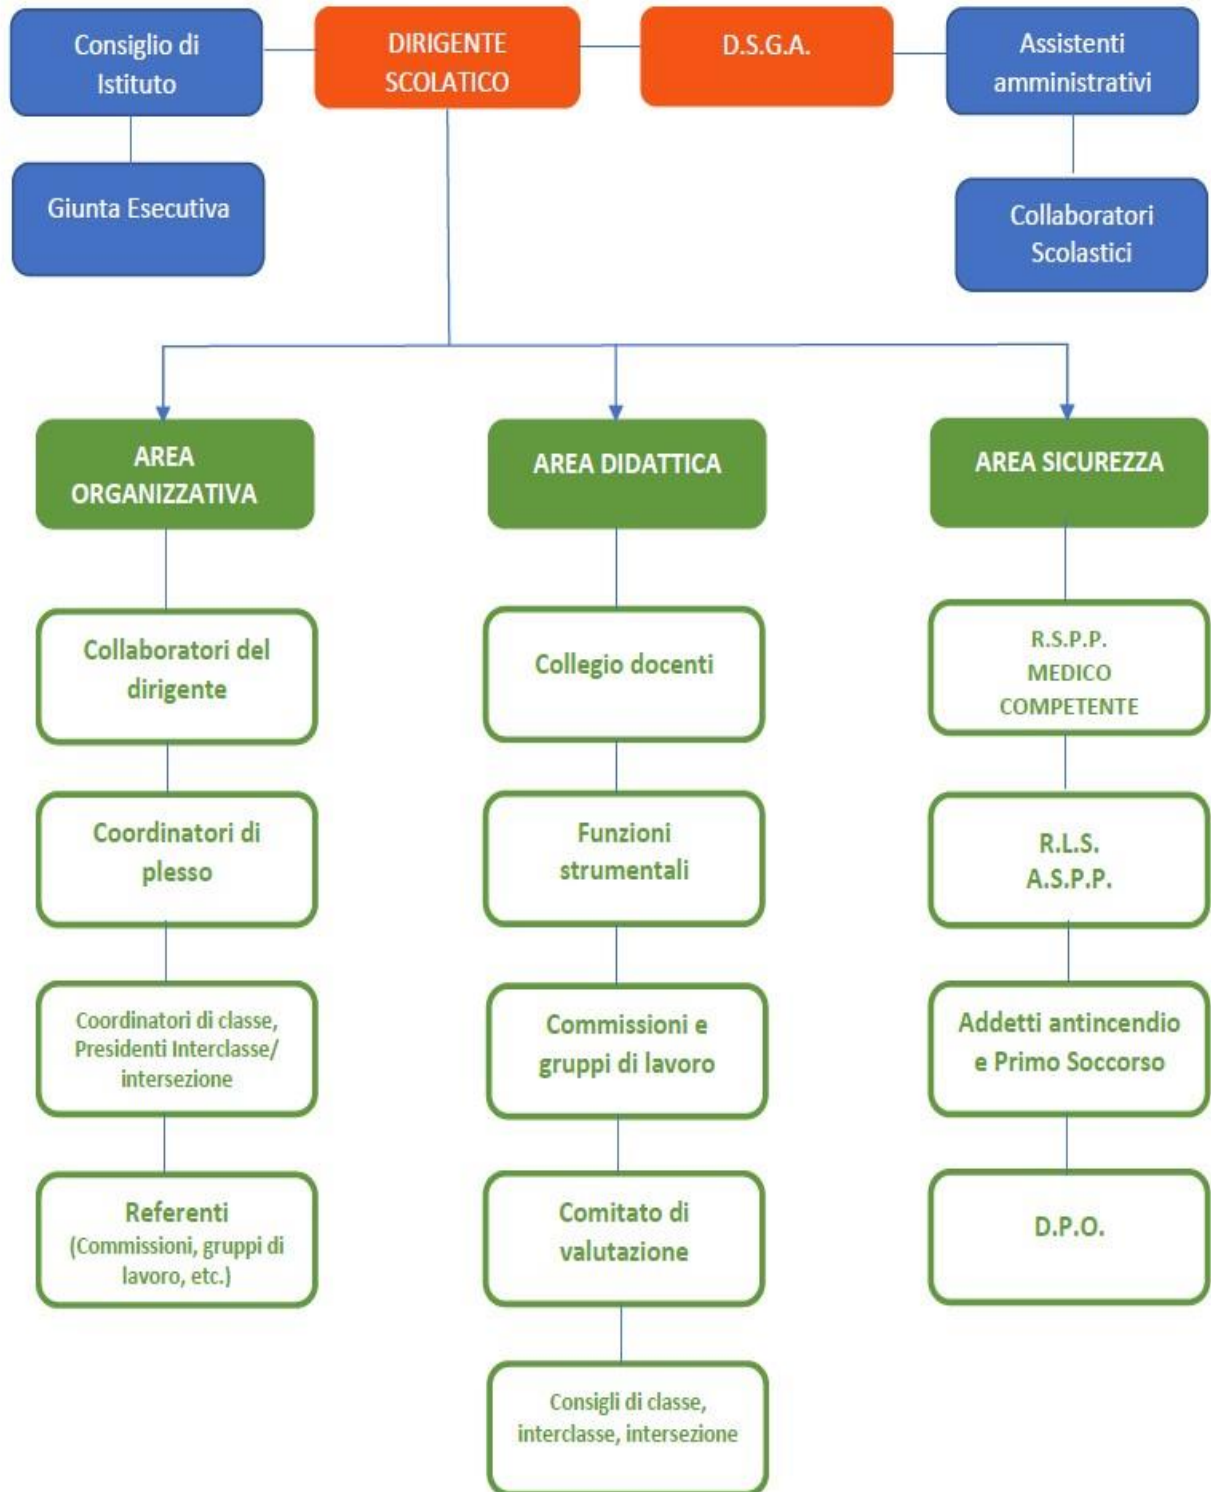 Consiglio di
Istituto
DIRIGENTE
SCOLATICO
D.S.G.A.
Assistenti
amministrativi
Giunta Esecutiva
Collaboratori
Scolastici
AREA
ORGANIZZATIVA
AREA DIDATTICA
AREA SICUREZZA
Collaboratori del
dirigente
Collegio docenti
R.S.P.P.
MEDICO
COMPETENTE
Coordinatori di
plesso
Funzioni
strumentali
R.L.S.
A.S.P.P.
Coordinatori di classe,
Presidenti Interclasse/
intersezione
Commissioni e
gruppi di lavoro
Addetti antincendio
e Primo Soccorso
Referenti
(Commissioni, gruppi di
lavoro, etc.)
Comitato di
valutazione
D.P.O.
Consigli di classe,
interclasse, intersezione